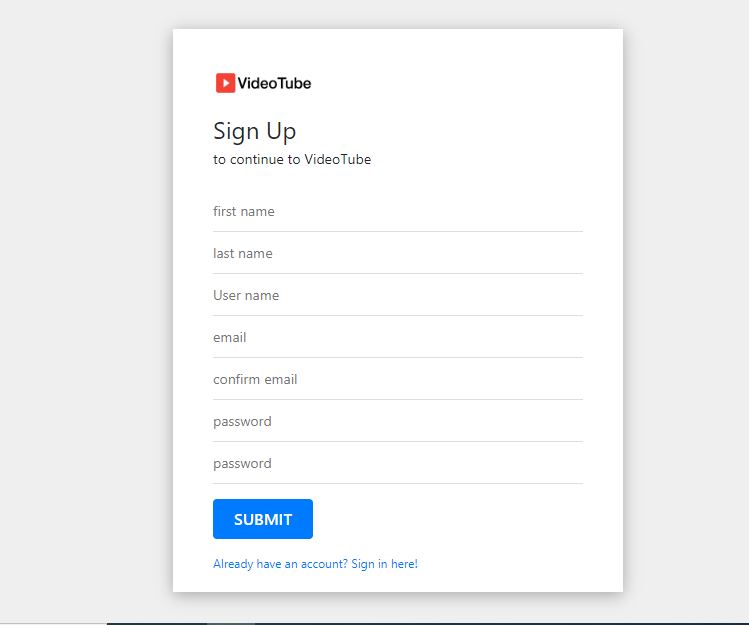 VideoTube
Sign Up
to continue to VideoTube
first name
last name
User name
email
confirm email
password
password
SUBMIT
Already have an account? Sign in here!